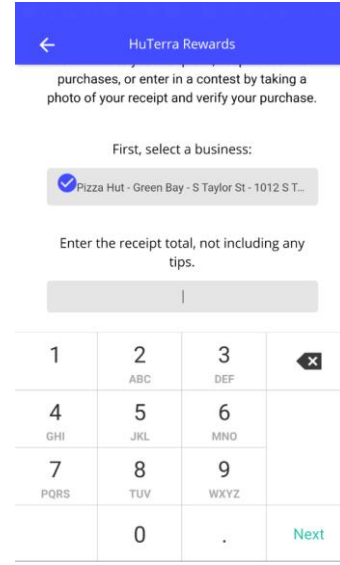 HuTerra Rewards
purchases, or enter in a contest by taking a
photo of your receipt and verify your purchase.
First, select a business:
Pizza Hut - Green Bay - S Taylor St - 1012 S T...
Enter the receipt total, not including any
tips.
1 2 3
ABC DEF
4 5 6
GHI JKL MNO
7 8 9
PQRS TUV WXYZ
0 . Next